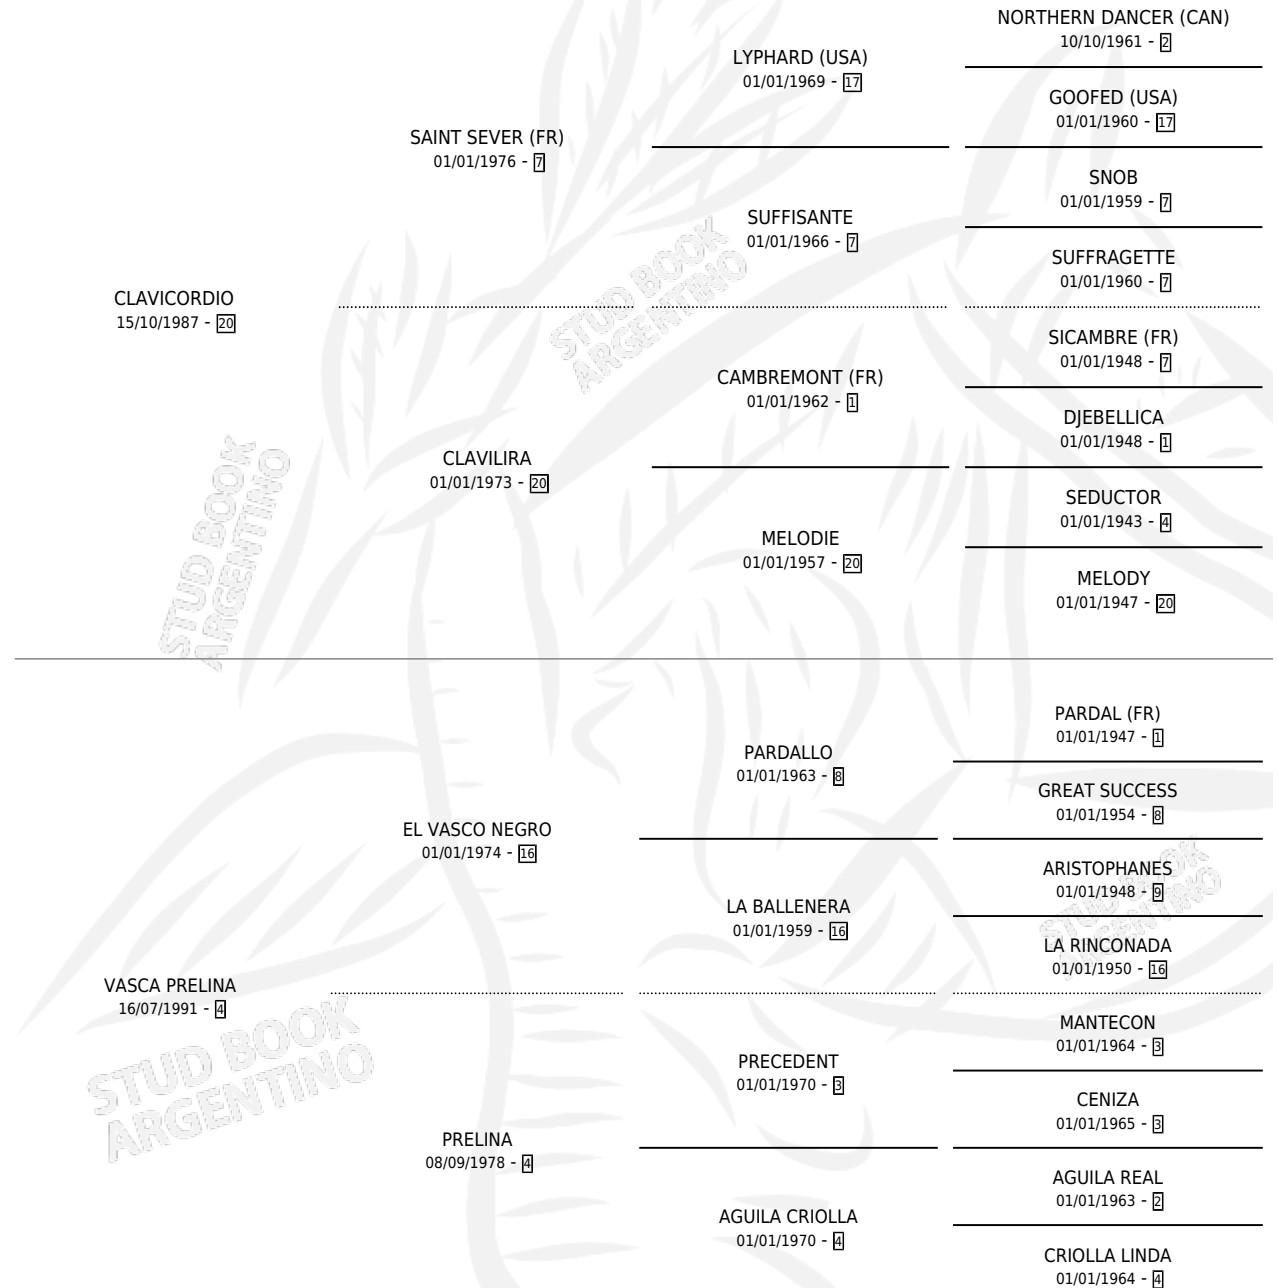 NORTHERN DANCER (CAN)
10/10/1961 - 2
LYPHARD (USA)
01/01/1969 - 17
GOOFED (USA)
01/01/1960 - 17
SAINT SEVER (FR)
01/01/1976 - 7
SNOB
01/01/1959 - 7
SUFFISANTE
01/01/1966 - 7
SUFFRAGETTE
01/01/1960 - 7
CLAVICORDIO
15/10/1987 - 20
SICAMBRE (FR)
01/01/1948 - 7
CAMBREMONT (FR)
01/01/1962 - 1
DJEBELLICA
01/01/1948 - 1
CLAVILIRA
01/01/1973 - 20
SEDUCTOR
01/01/1943 - 4
MELODIE
01/01/1957 - 20
MELODY
01/01/1947 - 20
PARDAL (FR)
01/01/1947 - 1
PARDALLO
01/01/1963 - 8
GREAT SUCCESS
01/01/1954 - 8
EL VASCO NEGRO
01/01/1974 - 16
ARISTOPHANES
01/01/1948 - 9
LA BALLENERA
01/01/1959 - 16
LA RINCONADA
01/01/1950 - 16
VASCA PRELINA
16/07/1991 - 4
MANTECON
01/01/1964 - 3
PRECEDENT
01/01/1970 - 3
CENIZA
01/01/1965 - 3
PRELINA
08/09/1978 - 4
AGUILA REAL
01/01/1963 - 2
AGUILA CRIOLLA
01/01/1970 - 4
CRIOLLA LINDA
01/01/1964 - 4
STUD BOOK
ARGENTINO
STUD BOOK
ARGENTINO
STUD BOOK
ARGENTINO
STUD BOOK
ARGENTINO